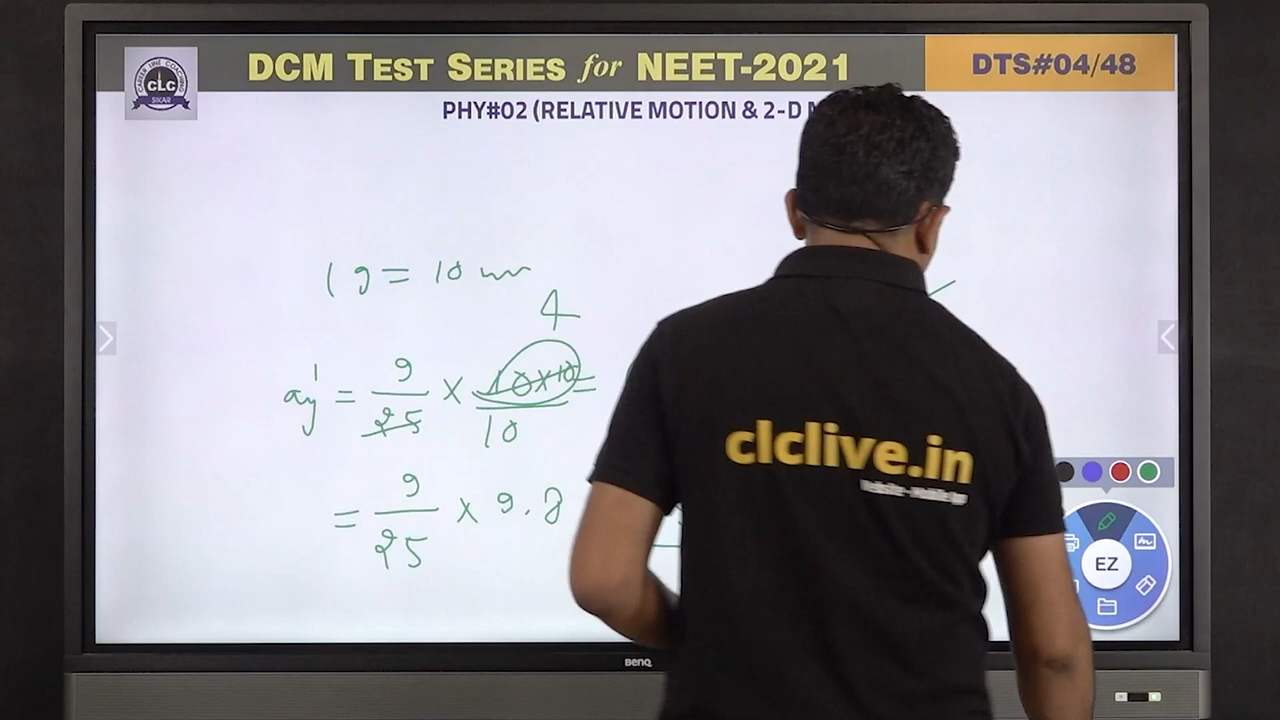 DCM TEST SERIES for NEET-2021
DTS#04/48
CLC
SIKAR
PHY#02 (RELATIVE MOTION & 2-D
1g = 10
4
ay' = 9/25 × 10×10/10 =
= 9/25 × 9.8
clclive.in
EZ
BenQ